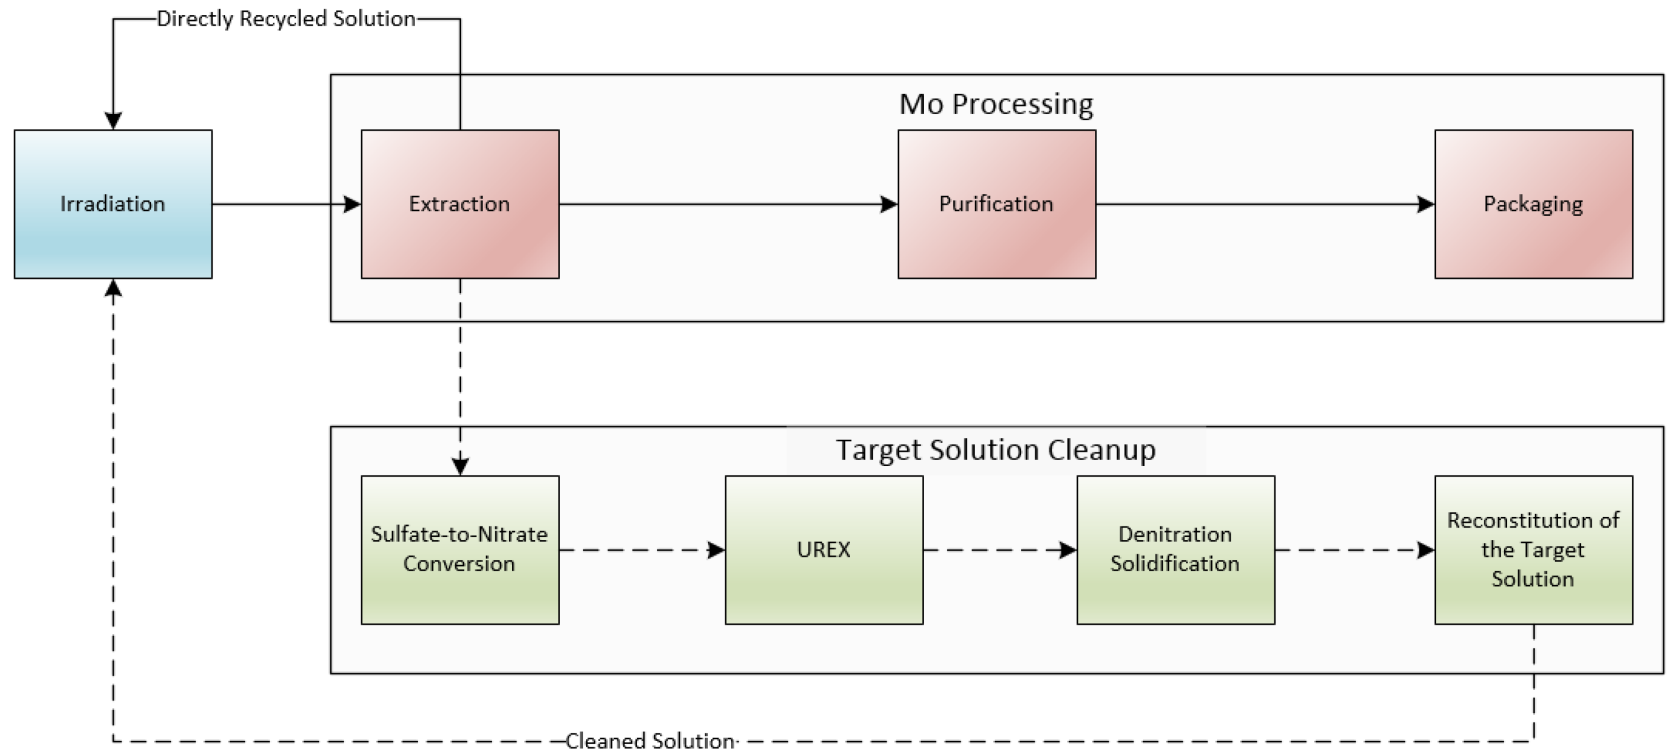 Directly Recycled Solution
Mo Processing
Irradiation
Extraction
Purification
Packaging
Target Solution Cleanup
Sulfate-to-Nitrate
Conversion
UREX
Denitration
Solidification
Reconstitution of
the Target
Solution
Cleaned Solution